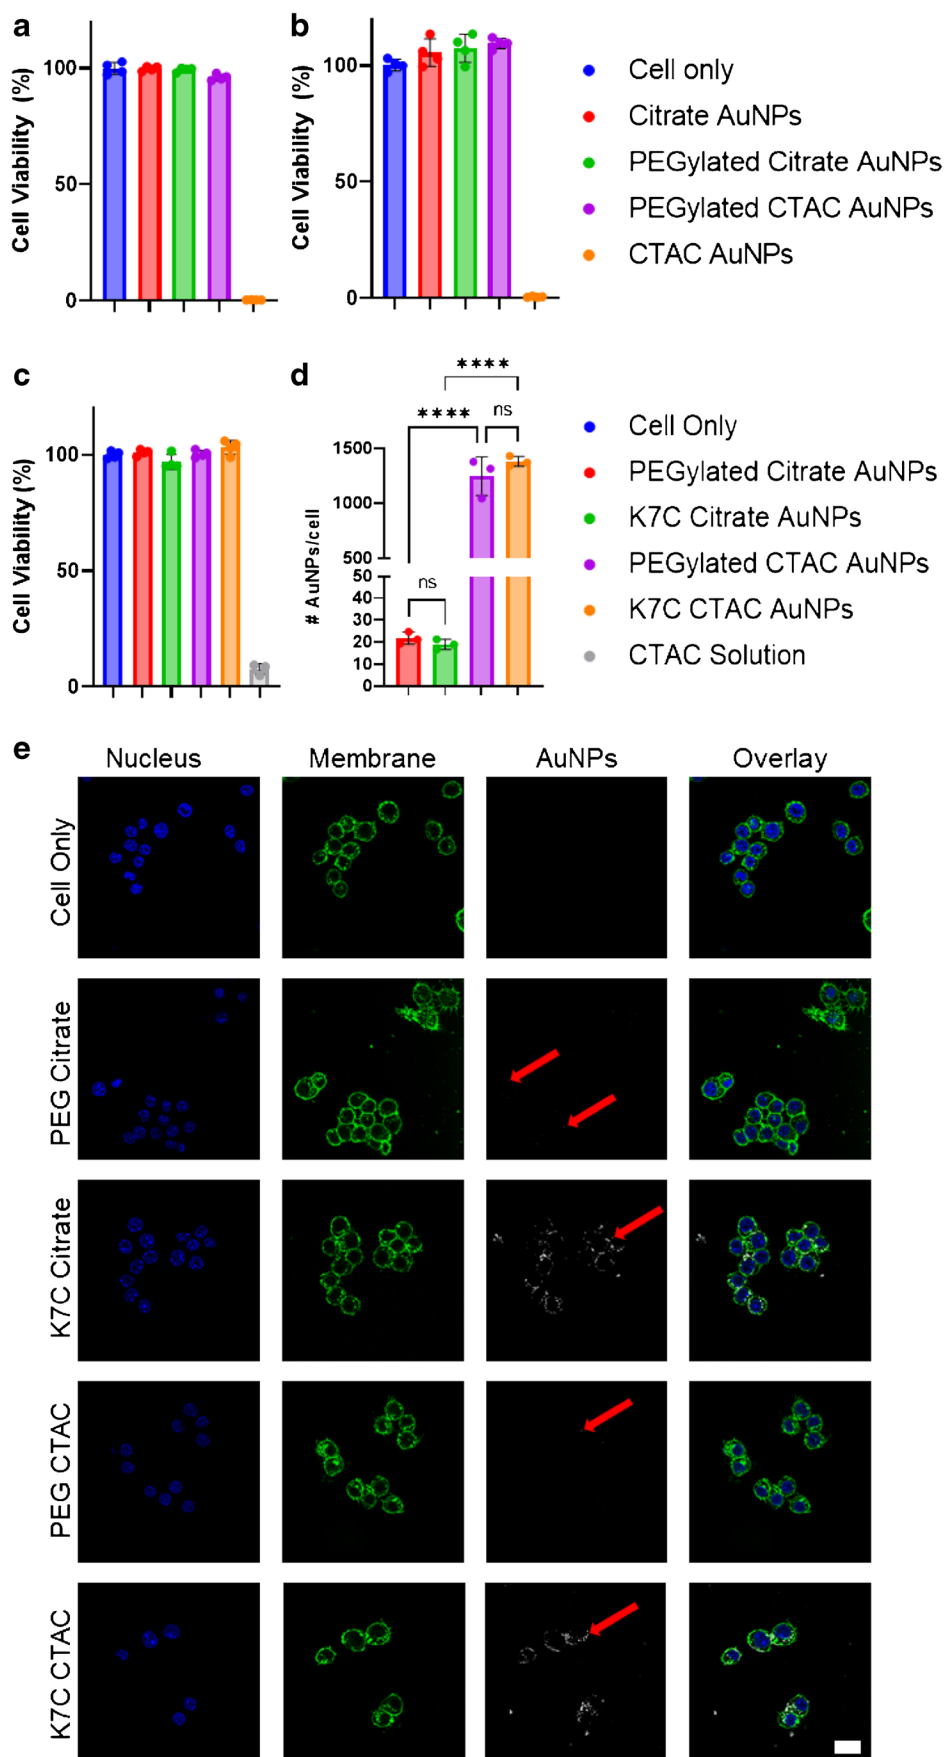 a
b
Cell Viability (%)
100
50
0
Cell Viability (%)
100
50
0
Cell only
Citrate AuNPs
PEGylated Citrate AuNPs
PEGylated CTAC AuNPs
CTAC AuNPs
c
d
Cell Viability (%)
100
50
0
# AuNPs/cell
1500
1000
500
50
40
30
20
10
0
****
****
ns
ns
Cell Only
PEGylated Citrate AuNPs
K7C Citrate AuNPs
PEGylated CTAC AuNPs
K7C CTAC AuNPs
CTAC Solution
e
Nucleus
Membrane
AuNPs
Overlay
Cell Only
PEG Citrate
K7C Citrate
PEG CTAC
K7C CTAC